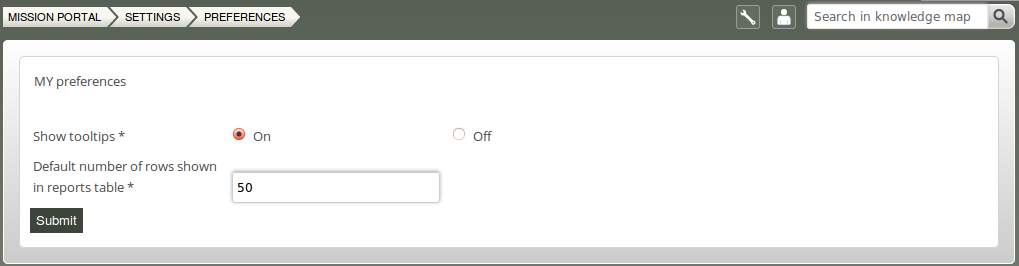 MISSION PORTAL SETTINGS PREFERENCES Search in knowledge map
MY preferences
Show tooltips * On Off
Default number of rows shown
in reports table * 50
Submit